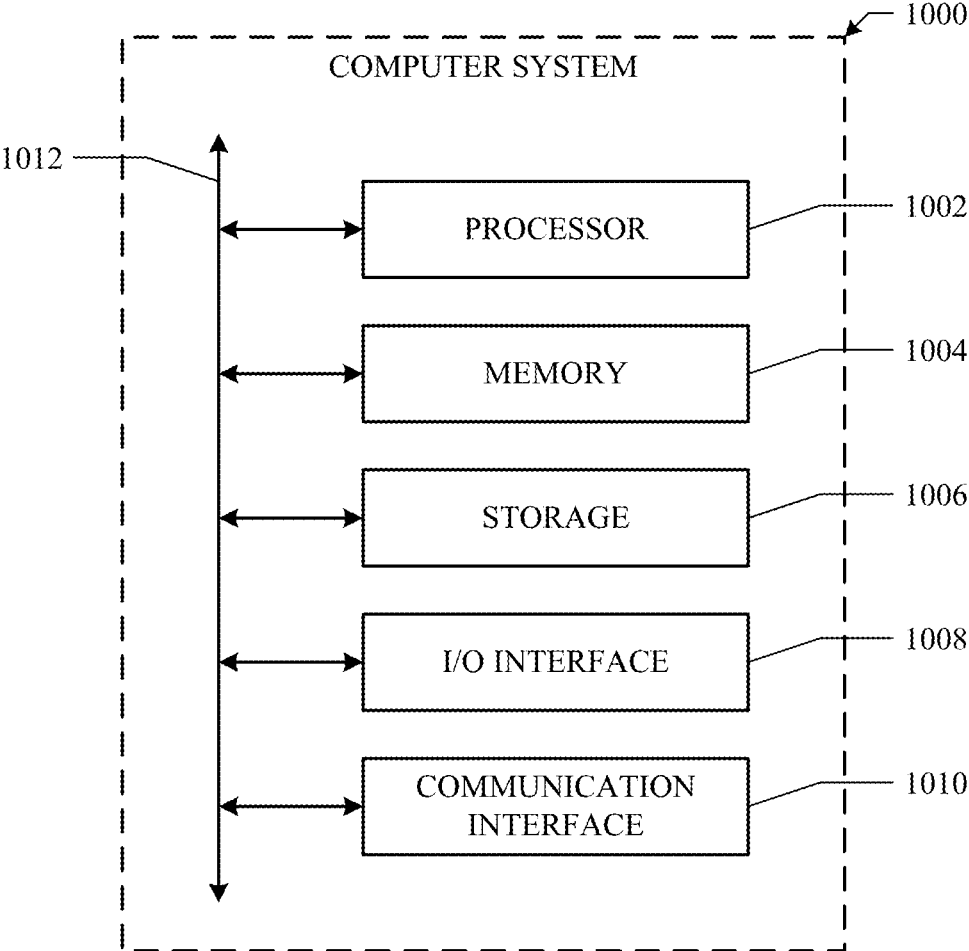 1000
COMPUTER SYSTEM
1012
PROCESSOR
1002
MEMORY
1004
STORAGE
1006
I/O INTERFACE
1008
COMMUNICATION
INTERFACE
1010